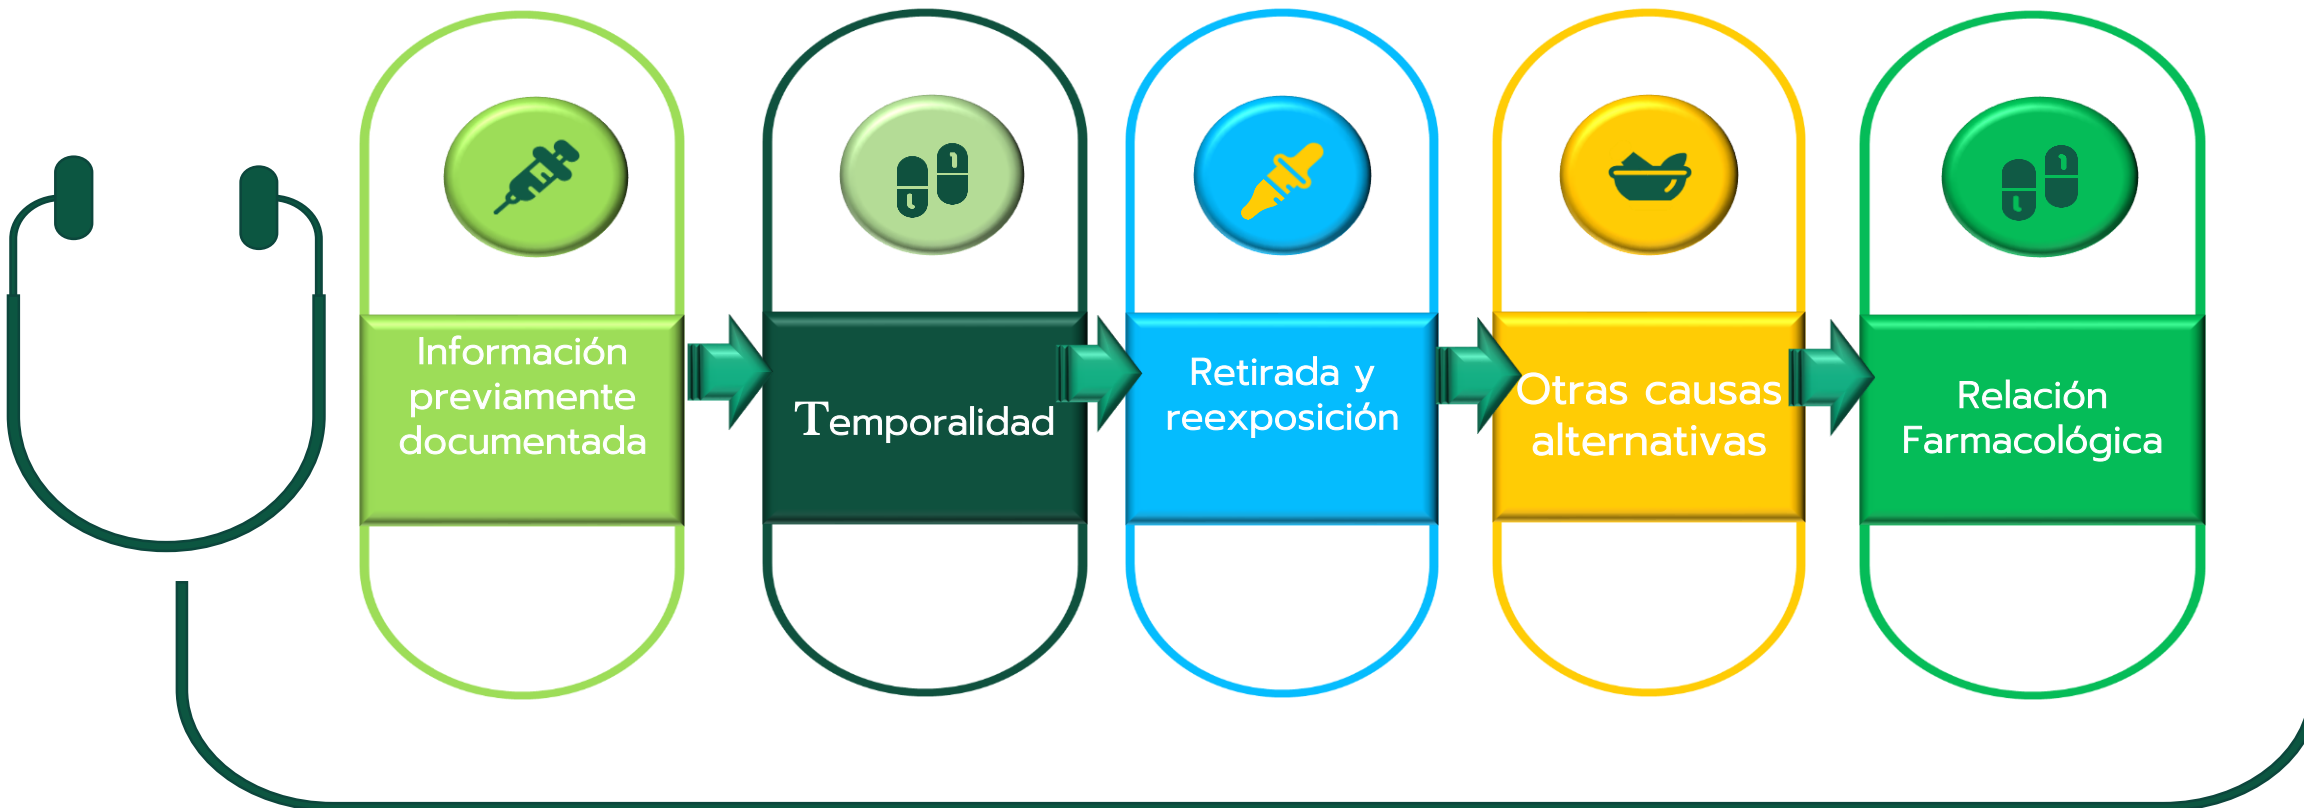 Información
previamente
documentada
Temporalidad
Retirada y
reexposición
Otras causas
alternativas
Relación
Farmacológica